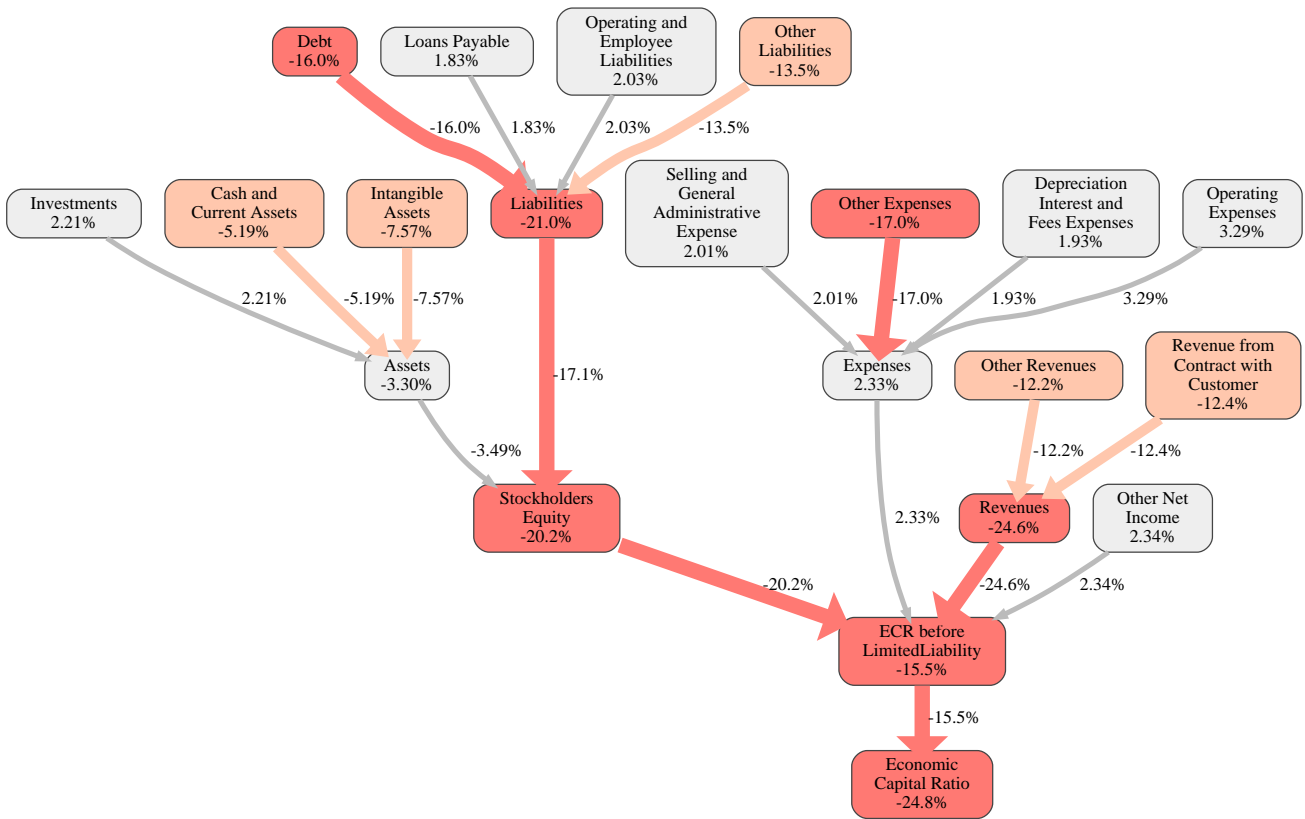 Debt
-16.0%
Loans Payable
1.83%
Operating and
Employee
Liabilities
2.03%
Other
Liabilities
-13.5%
-16.0%
1.83%
2.03%
-13.5%
Investments
2.21%
Cash and
Current Assets
-5.19%
Intangible
Assets
-7.57%
Liabilities
-21.0%
Selling and
General
Administrative
Expense
2.01%
Other Expenses
-17.0%
Depreciation
Interest and
Fees Expenses
1.93%
Operating
Expenses
3.29%
2.21%
-5.19%
-7.57%
2.01%
-17.0%
1.93%
3.29%
Assets
-3.30%
-17.1%
Expenses
2.33%
Other Revenues
-12.2%
Revenue from
Contract with
Customer
-12.4%
-3.49%
-12.2%
-12.4%
Stockholders
Equity
-20.2%
2.33%
Revenues
-24.6%
Other Net
Income
2.34%
-20.2%
-24.6%
2.34%
ECR before
LimitedLiability
-15.5%
-15.5%
Economic
Capital Ratio
-24.8%